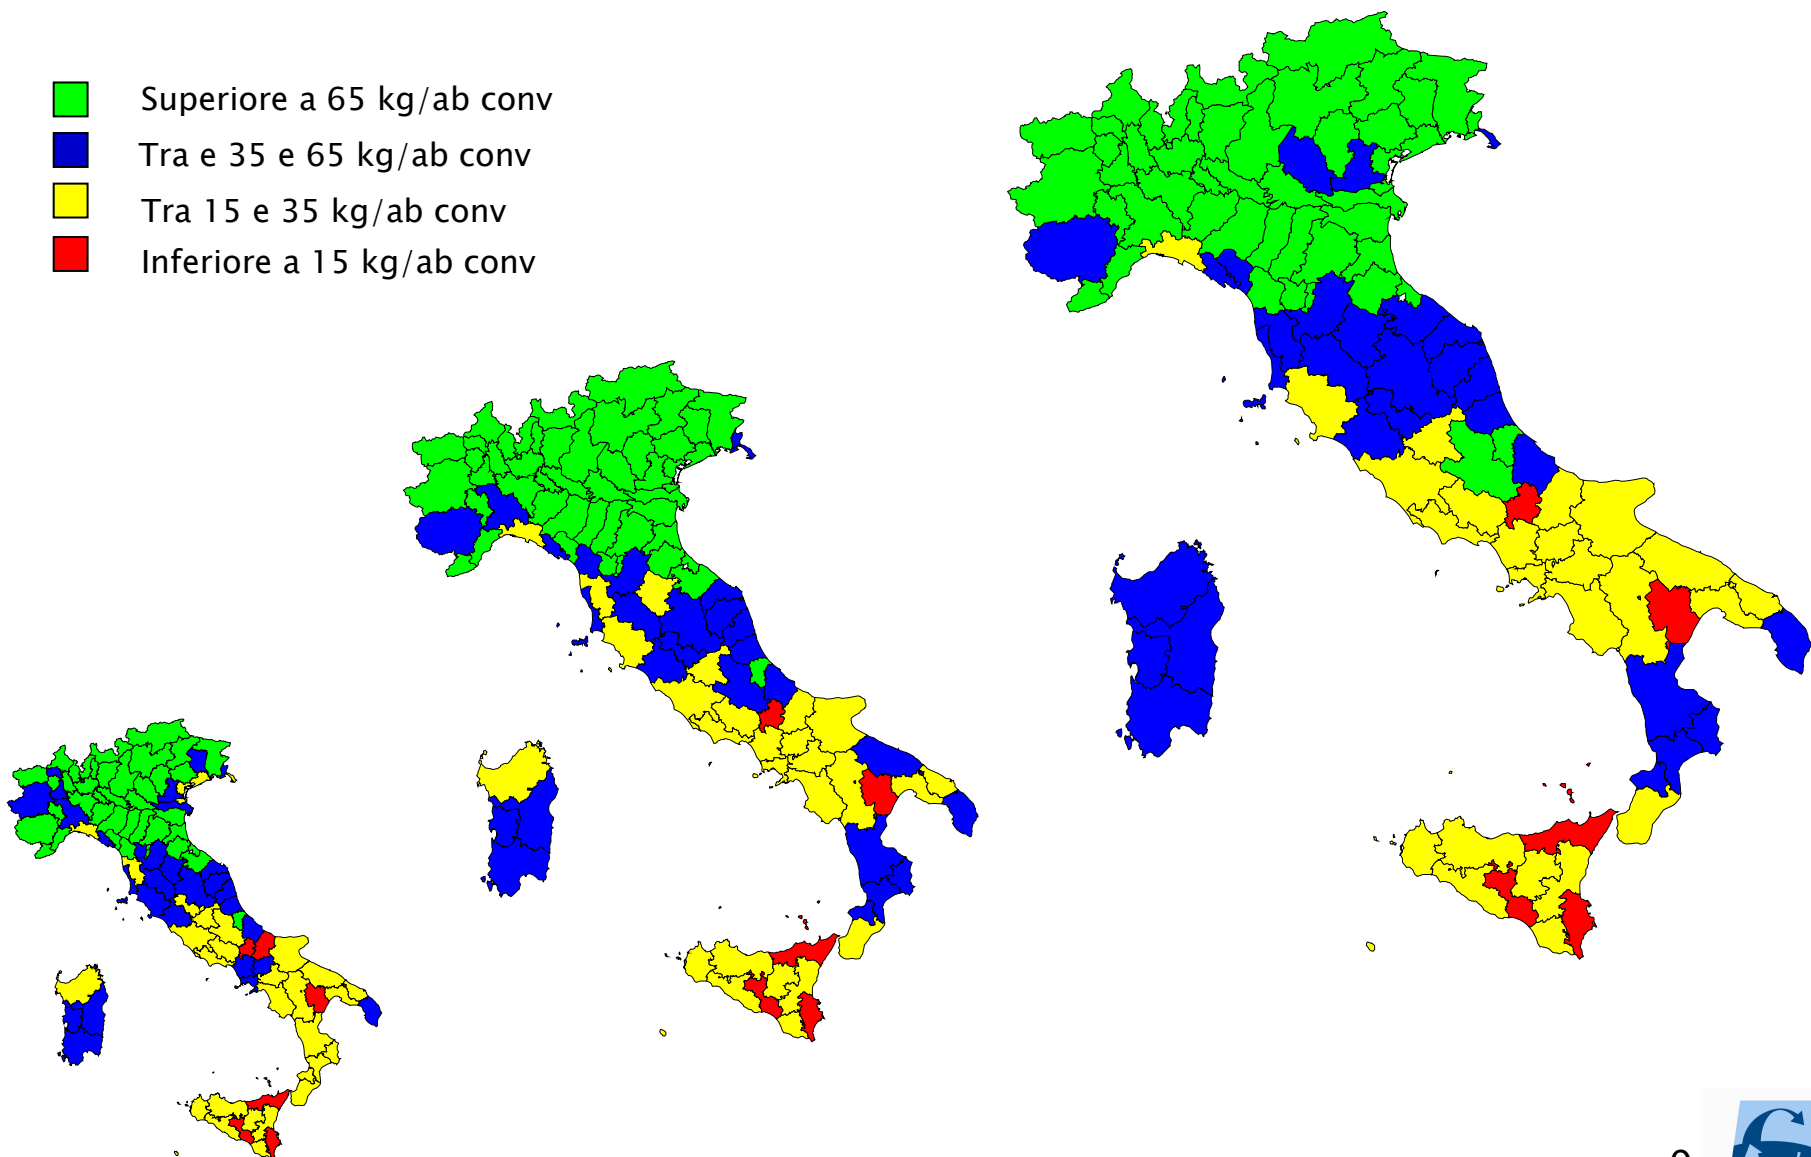 Superiore a 65 kg/ab conv
Tra e 35 e 65 kg/ab conv
Tra 15 e 35 kg/ab conv
Inferiore a 15 kg/ab conv